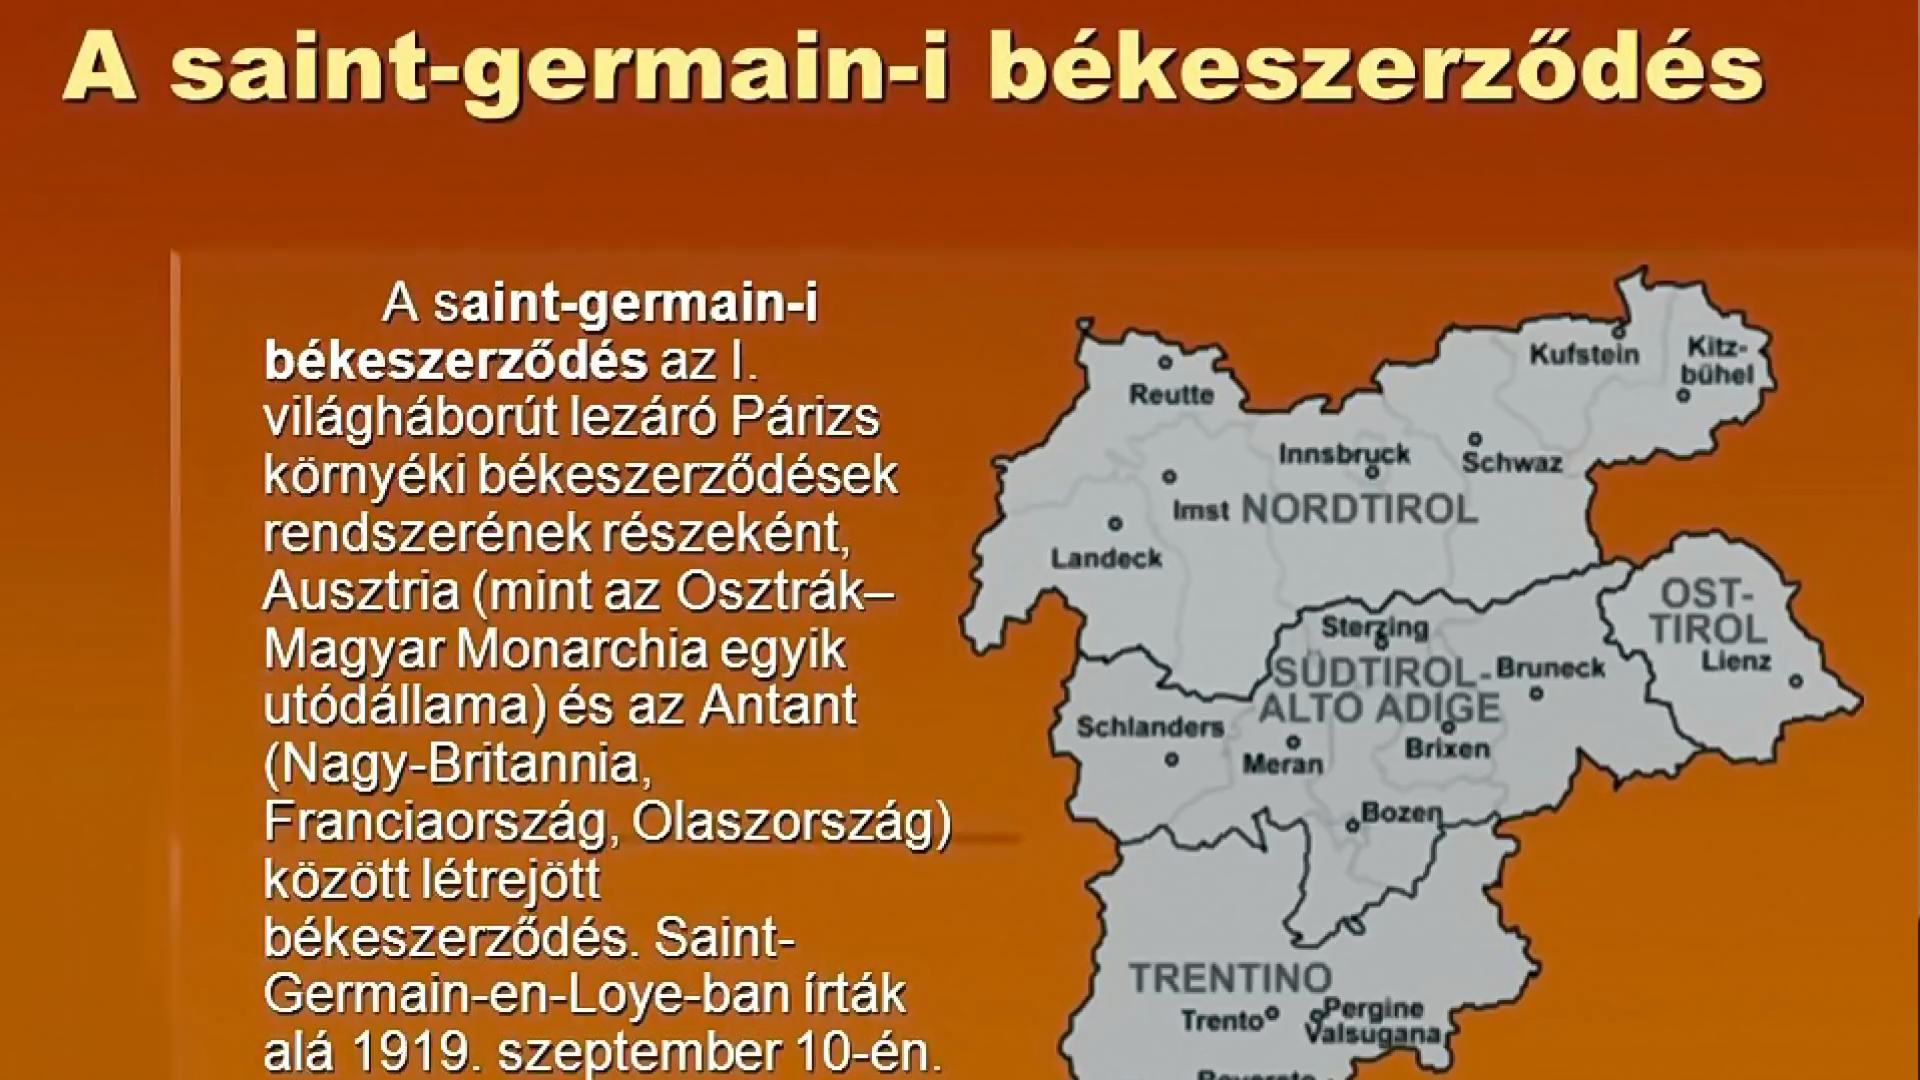 A saint-germain-i békeszerződés
A saint-germain-i
békeszerződés az I.
világháborút lezáró Párizs
környéki békeszerződések
rendszerének részeként,
Ausztria (mint az Osztrák–
Magyar Monarchia egyik
utódállama) és az Antant
(Nagy-Britannia,
Franciaország, Olaszország)
között létrejött
békeszerződés. Saint-
Germain-en-Loye-ban írták
alá 1919. szeptember 10-én.
Kufstein
Kitz-
bühel
Reutte
Innsbruck
Schwaz
Imst
NORDTIROL
Landeck
OST-
TIROL
Lienz
Sterzing
SÜDTIROL-
ALTO ADIGE
Bruneck
Schlanders
Meran
Brixen
Bozen
TRENTINO
Trento
Pergine
Valsugana